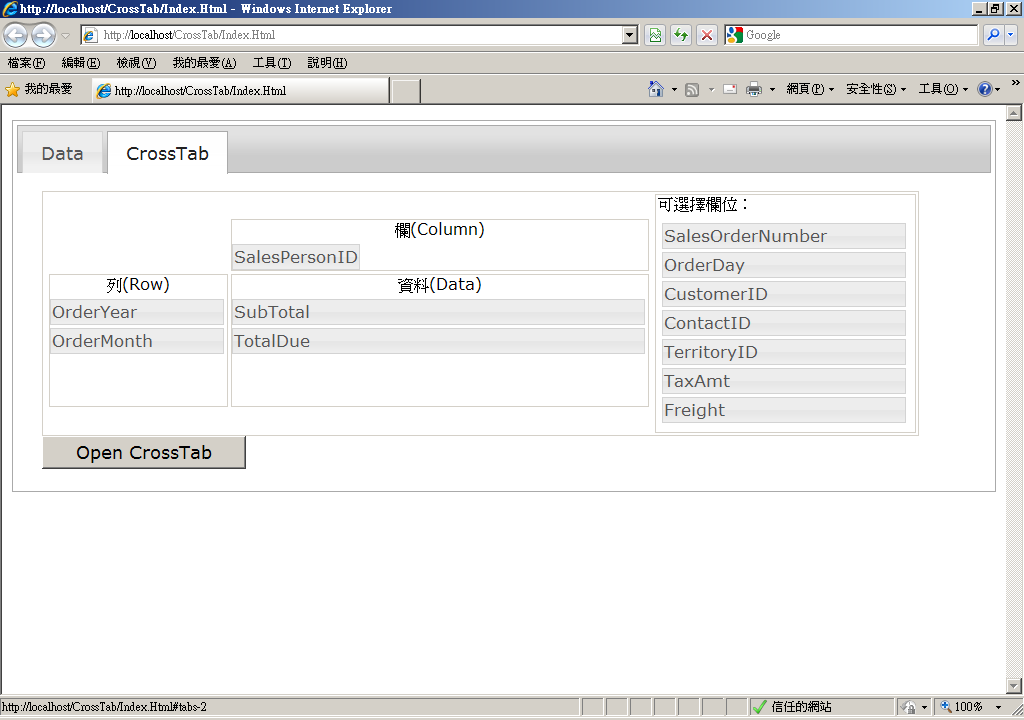 http://localhost/CrossTab/Index.Html - Windows Internet Explorer
http://localhost/CrossTab/Index.Html
Google
檔案(F) 編輯(E) 檢視(V) 我的最愛(A) 工具(T) 說明(H)
我的最愛 http://localhost/CrossTab/Index.Html 網頁(P) 安全性(S) 工具(O) »
Data CrossTab
可選擇欄位：
欄(Column)
SalesPersonID
列(Row)
OrderYear
OrderMonth
資料(Data)
SubTotal
TotalDue
SalesOrderNumber
OrderDay
CustomerID
ContactID
TerritoryID
TaxAmt
Freight
Open CrossTab
http://localhost/CrossTab/Index.Html#tabs-2 信任的網站 100%